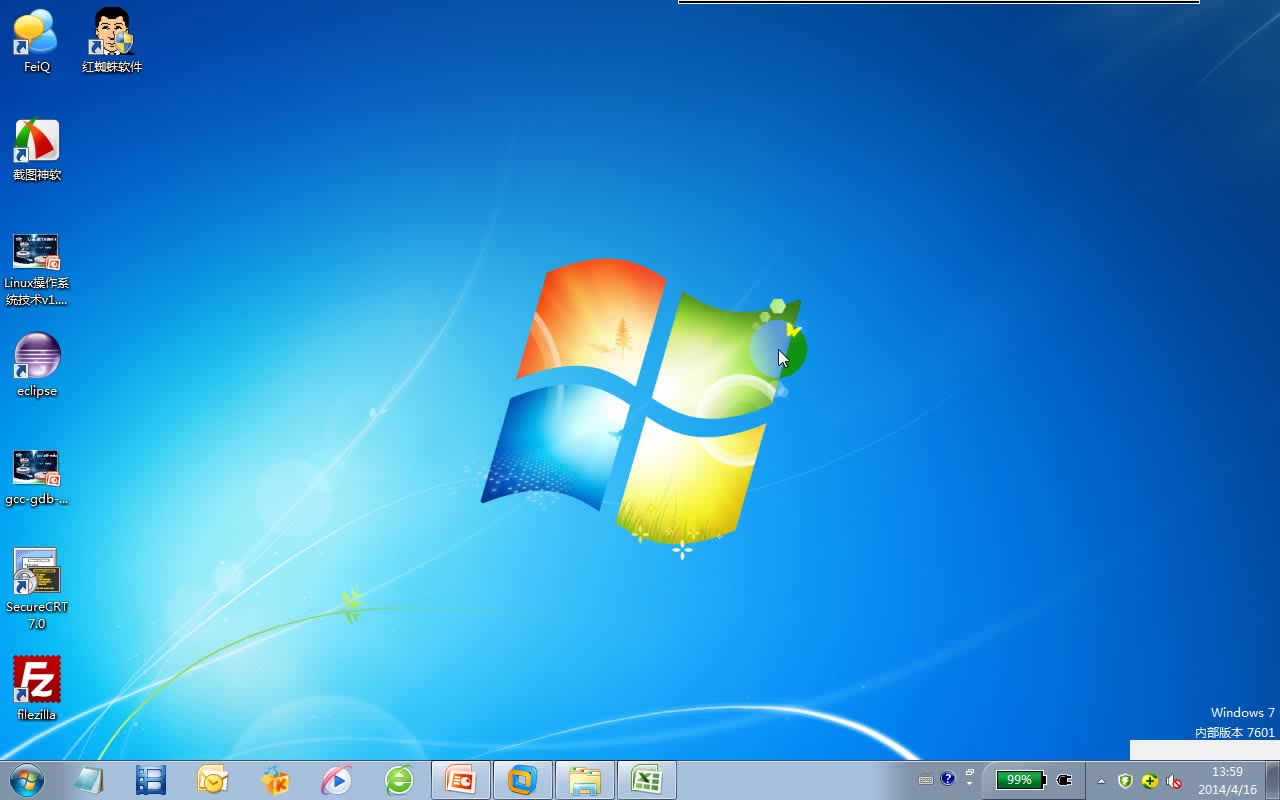 FeiQ
红蜘蛛软件
截图神软
Linux操作系
统技术v1....
eclipse
gcc-gdb-...
SecureCRT
7.0
filezilla
Windows 7
内部版本 7601
99%
13:59
2014/4/16